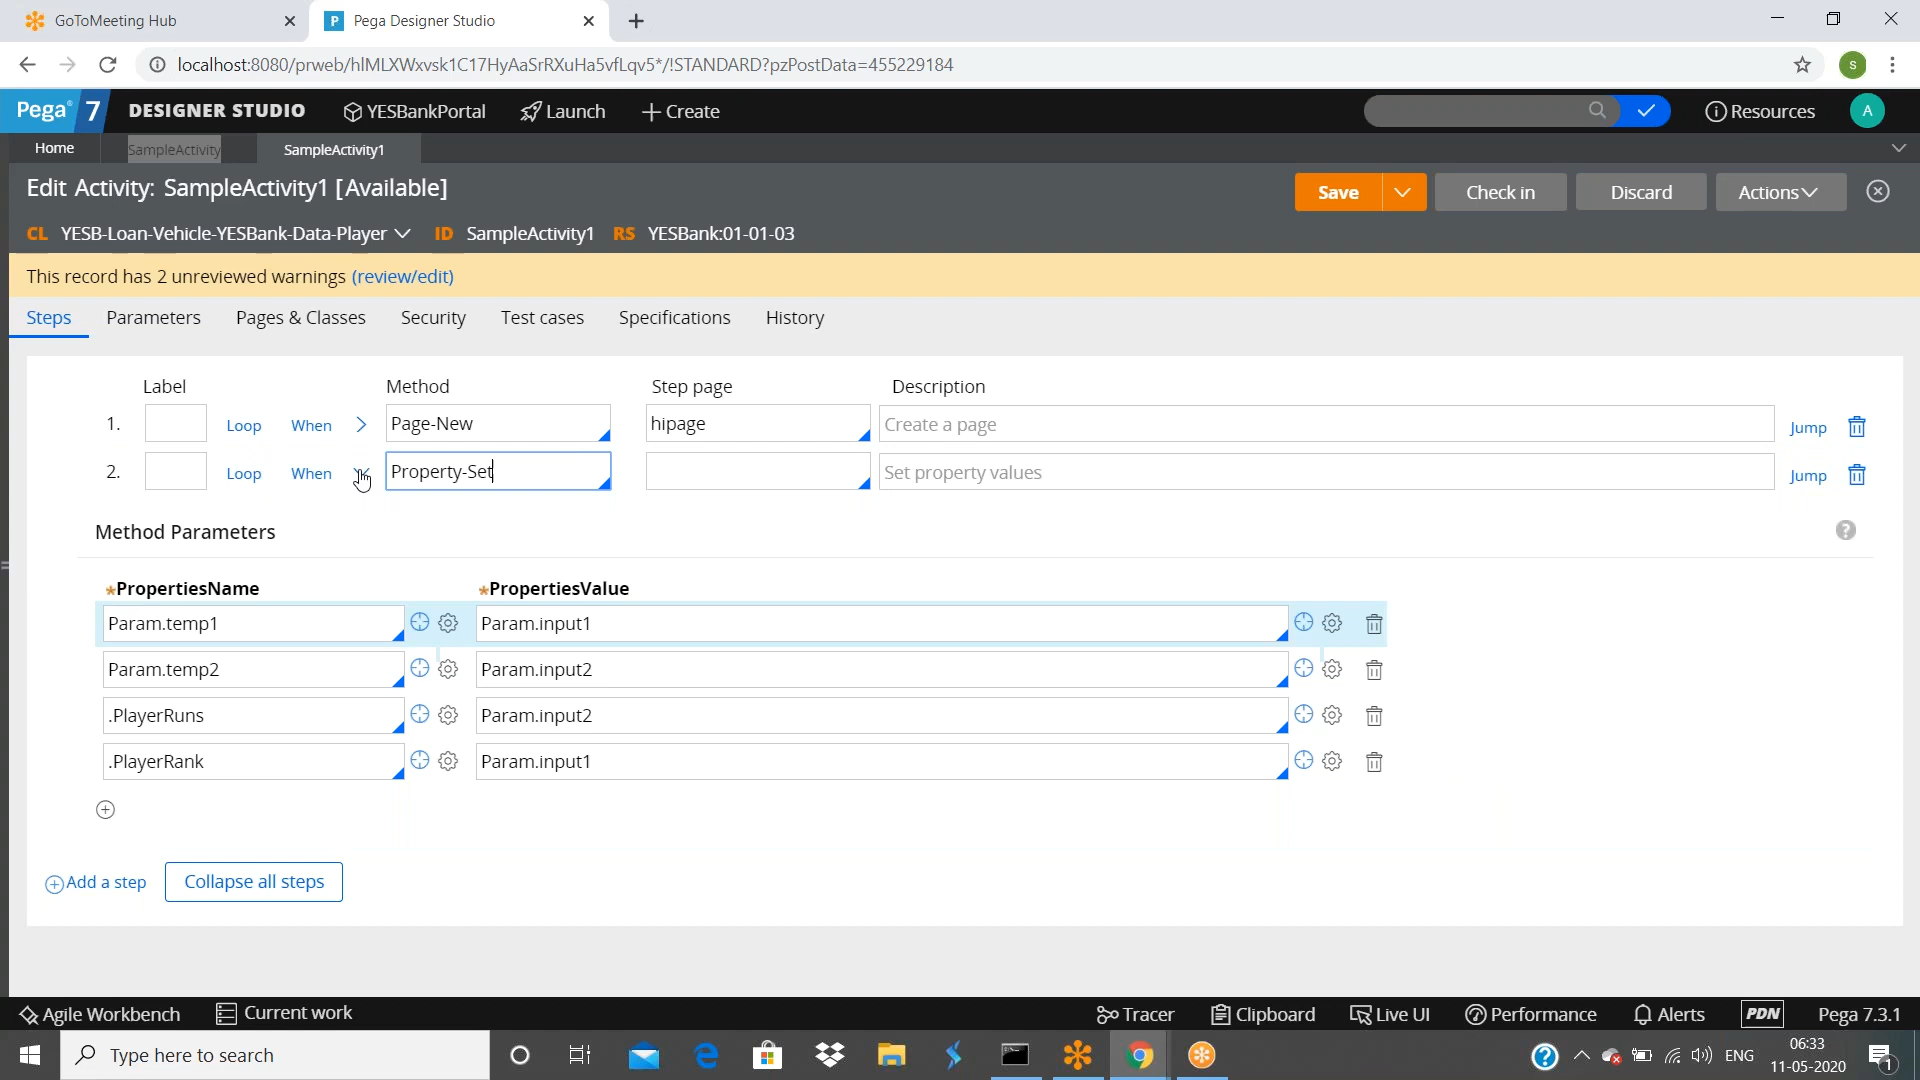 GoToMeeting Hub
P Pega Designer Studio
localhost:8080/prweb/hlMLXWxvsk1C17HyAaSrRXuHa5vfLqv5*/!STANDARD?pzPostData=455229184
s
Pega 7 DESIGNER STUDIO YESBankPortal Launch Create Resources A
Home SampleActivity SampleActivity1
Edit Activity: SampleActivity1 [Available] Save Check in Discard Actions
CL YESB-Loan-Vehicle-YESBank-Data-Player ID SampleActivity1 RS YESBank:01-01-03
This record has 2 unreviewed warnings (review/edit)
Steps Parameters Pages & Classes Security Test cases Specifications History
Label Method Step page Description
1. Loop When Page-New hipage Create a page Jump
2. Loop When Property-Set Set property values Jump
Method Parameters ?
*PropertiesName *PropertiesValue
Param.temp1 Param.input1
Param.temp2 Param.input2
.PlayerRuns Param.input2
.PlayerRank Param.input1
Add a step Collapse all steps
Agile Workbench Current work Tracer Clipboard Live UI Performance Alerts PDN Pega 7.3.1
Type here to search ? ENG 06:33
11-05-2020
1